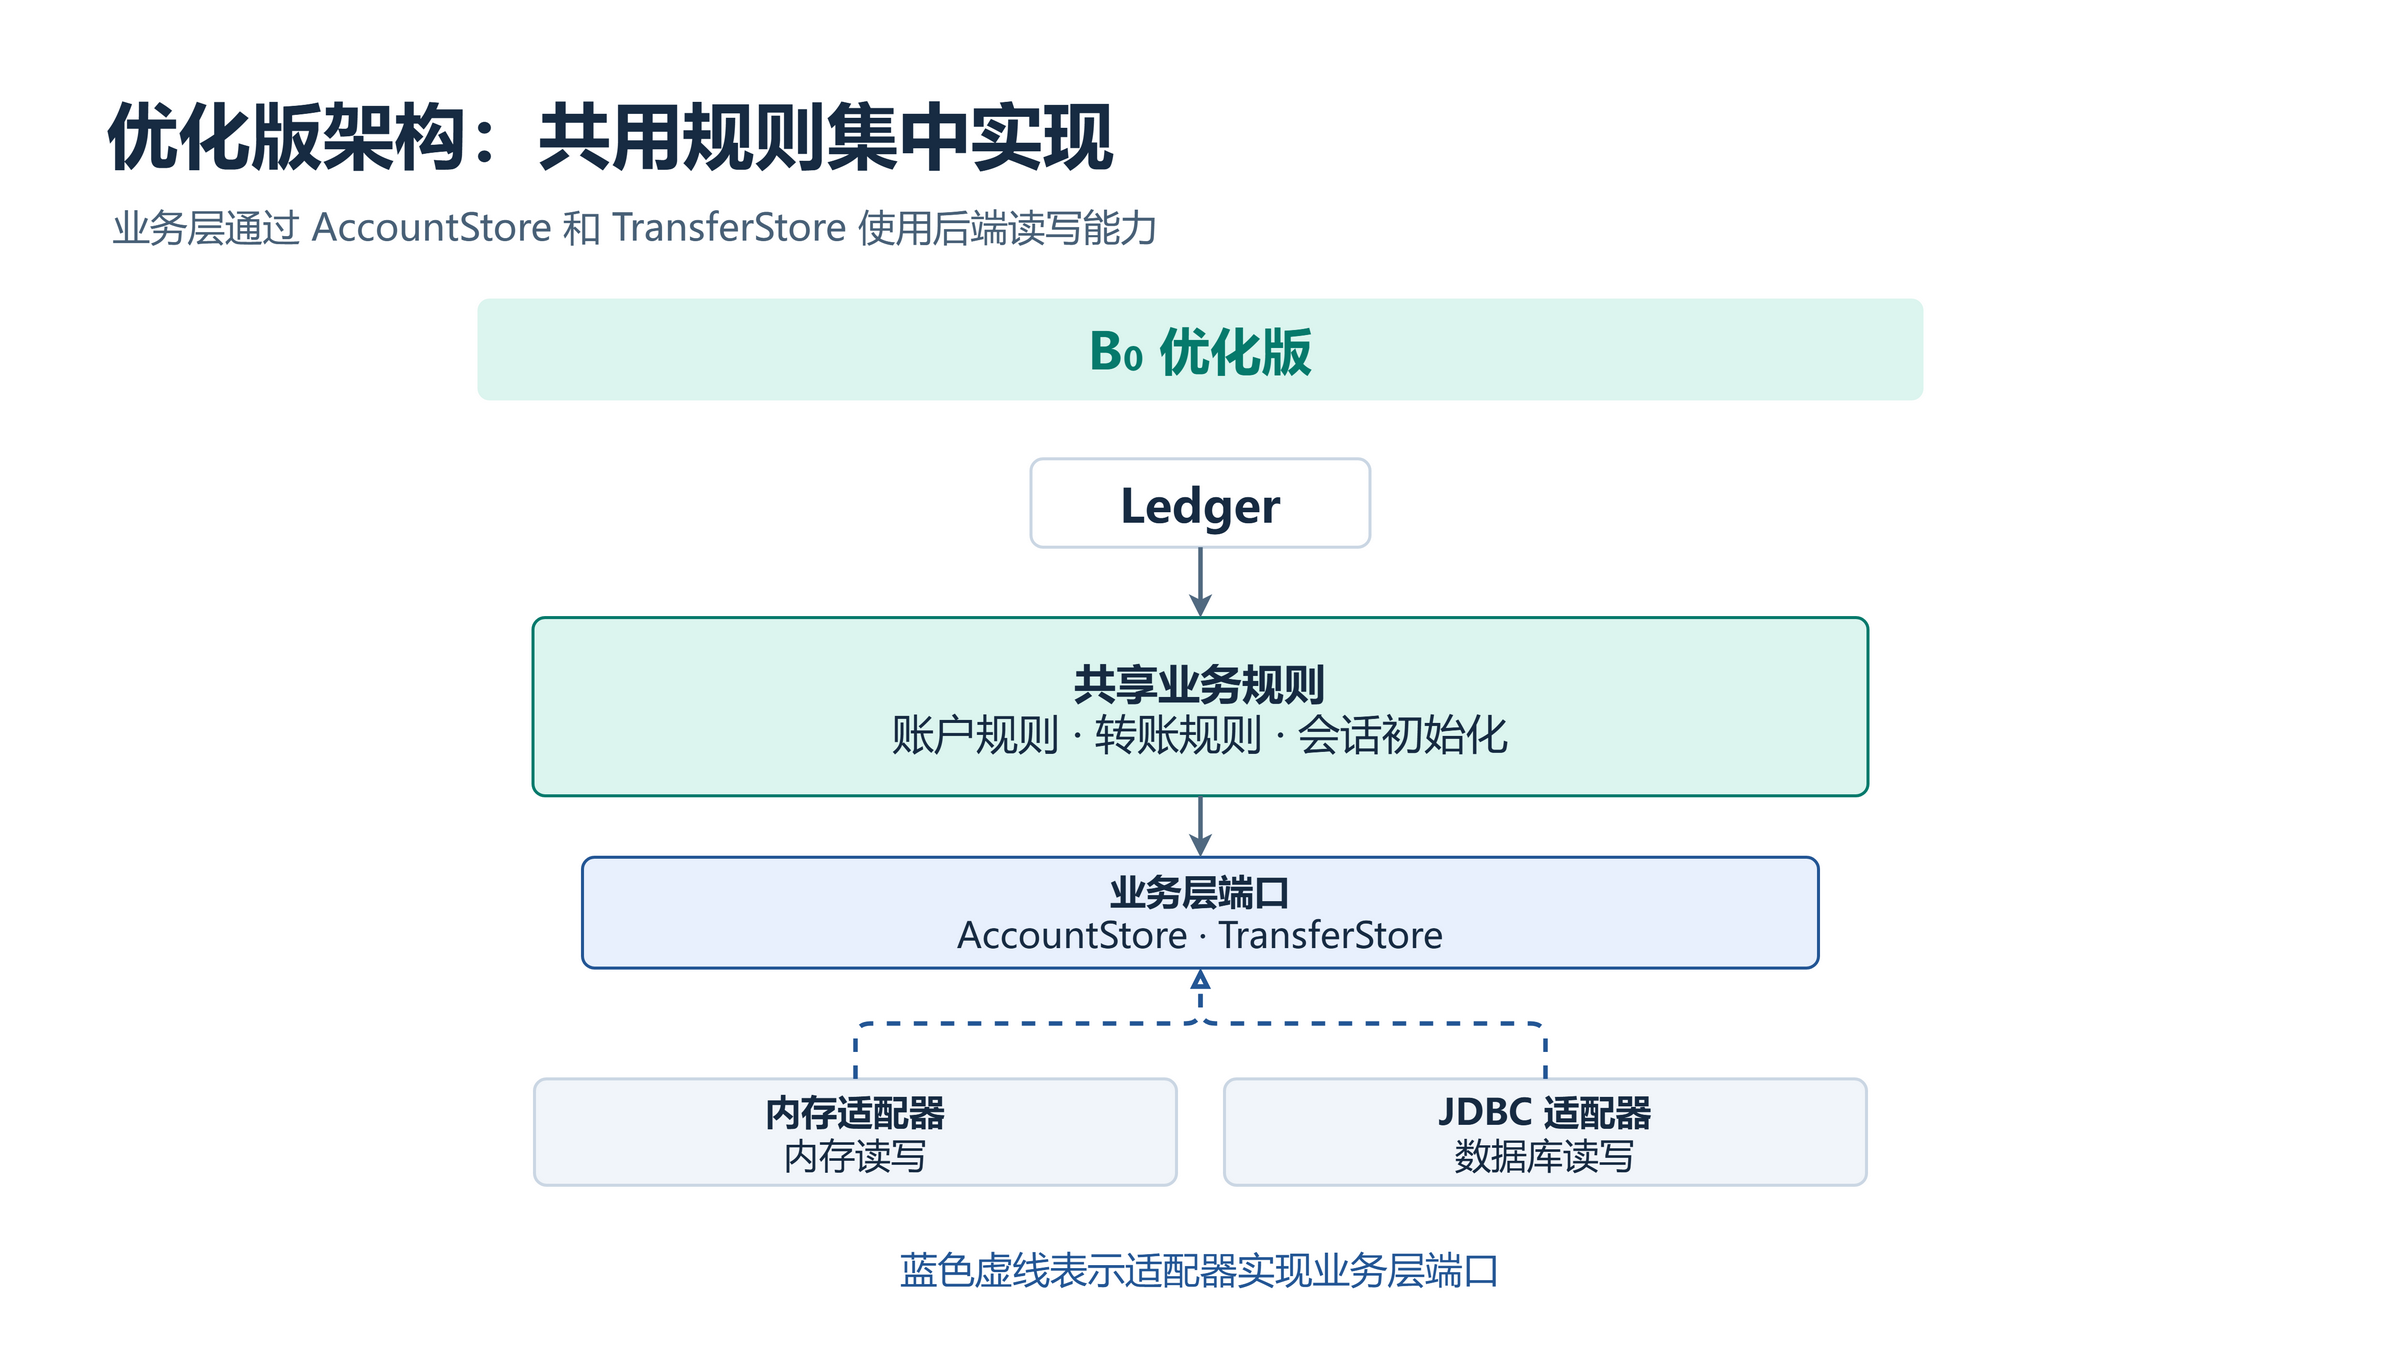 优化版架构：共用规则集中实现
业务层通过 AccountStore 和 TransferStore 使用后端读写能力
B₀ 优化版
Ledger
共享业务规则
账户规则 · 转账规则 · 会话初始化
业务层端口
AccountStore · TransferStore
内存适配器
内存读写
JDBC 适配器
数据库读写
蓝色虚线表示适配器实现业务层端口